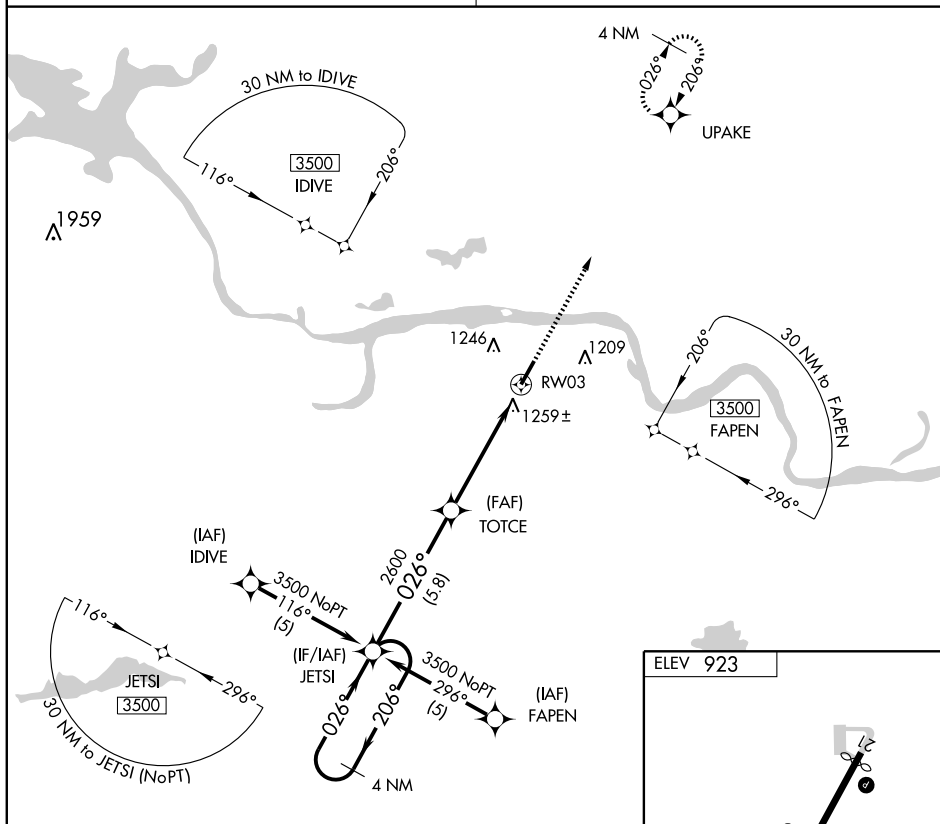 4 NM
026°
206°
UPAKE
30 NM to IDIVE
3500
IDIVE
116°
206°
1959
1246
1209
RW03
1259±
206°
30 NM to FAPEN
3500
FAPEN
296°
(FAF)
TOTCE
(IAF)
IDIVE
2600
026°
(5.8)
3500 NoPT
116°
(5)
(IF/IAF)
JETSI
3500 NoPT
296°
(5)
(IAF)
FAPEN
116°
JETSI
3500
296°
30 NM to JETSI (NoPT)
026°
206°
4 NM
ELEV 923
21
P